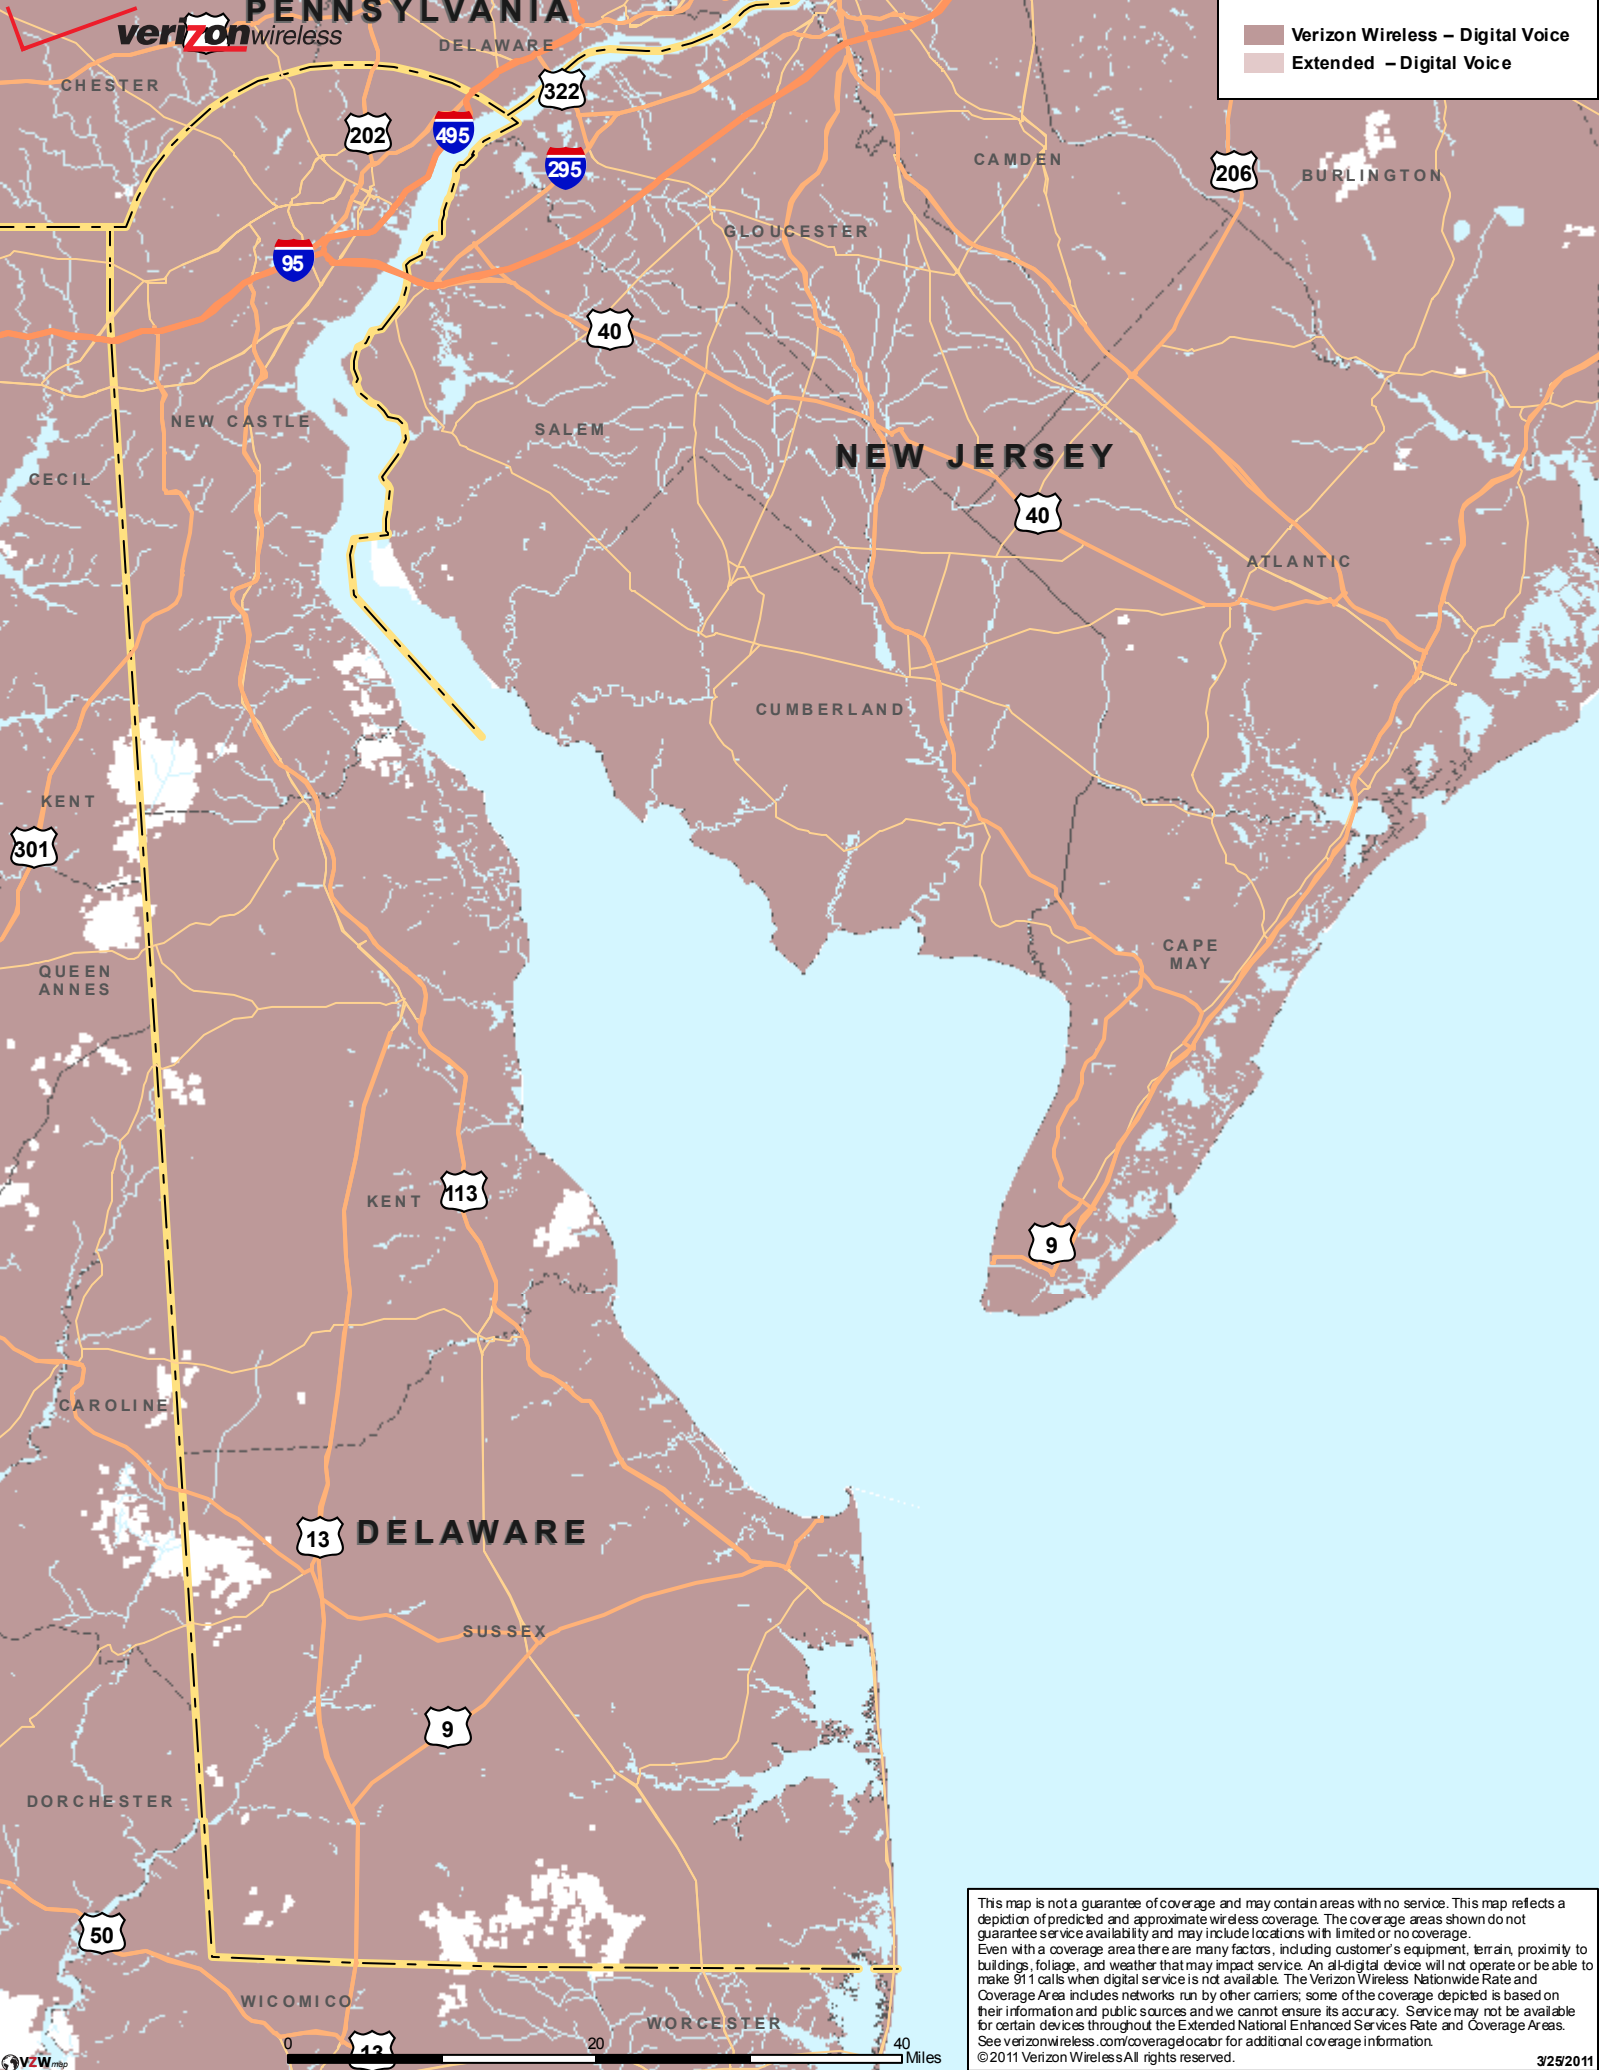 PENNSYLVANIA
verizonwireless
DELAWARE
Verizon Wireless – Digital Voice
Extended – Digital Voice
CHESTER
322
202
495
295
CAMDEN
206
BURLINGTON
GLOUCESTER
95
40
NEW CASTLE
SALEM
NEW JERSEY
CECIL
40
ATLANTIC
CUMBERLAND
KENT
301
CAPE
MAY
QUEEN
ANNES
KENT
113
9
CAROLINE
13
DELAWARE
SUSSEX
9
DORCHESTER
50
WICOMICO
WORCESTER
13
0 20 40
Miles
VZWmap
This map is not a guarantee of coverage and may contain areas with no service. This map reflects a
depiction of predicted and approximate wireless coverage. The coverage areas shown do not
guarantee service availability and may include locations with limited or no coverage.
Even with a coverage area there are many factors, including customer's equipment, terrain, proximity to
buildings, foliage, and weather that may impact service. An all-digital device will not operate or be able to
make 911 calls when digital service is not available. The Verizon Wireless Nationwide Rate and
Coverage Area includes networks run by other carriers; some of the coverage depicted is based on
their information and public sources and we cannot ensure its accuracy. Service may not be available
for certain devices throughout the Extended National Enhanced Services Rate and Coverage Areas.
See verizonwireless.com/coveragelocator for additional coverage information.
©2011 Verizon Wireless All rights reserved.
3/25/2011